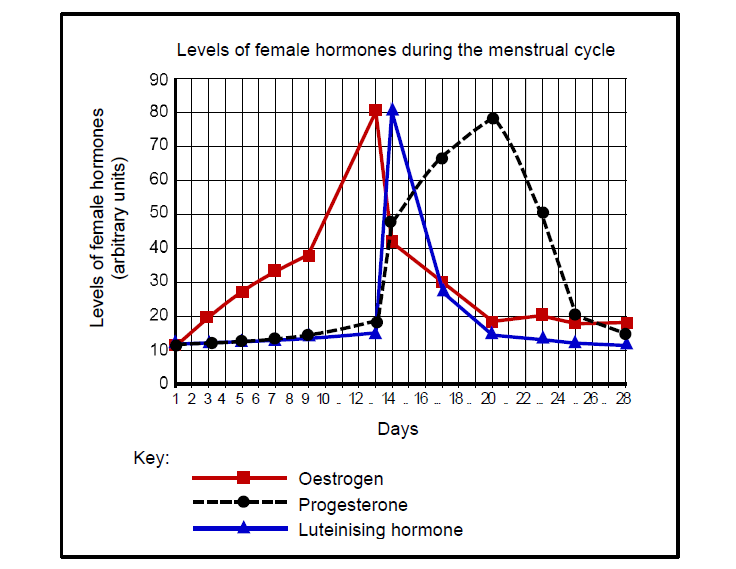 Levels of female hormones during the menstrual cycle
Levels of female hormones
(arbitrary units)
90
80
70
60
50
40
30
20
10
0
1 2 3 4 5 6 7 8 9 10 .. 12 .. 14 .. 16 .. 18 .. 20 .. 22 .. 24 .. 26 .. 28
Days
Key:
Oestrogen
Progesterone
Luteinising hormone